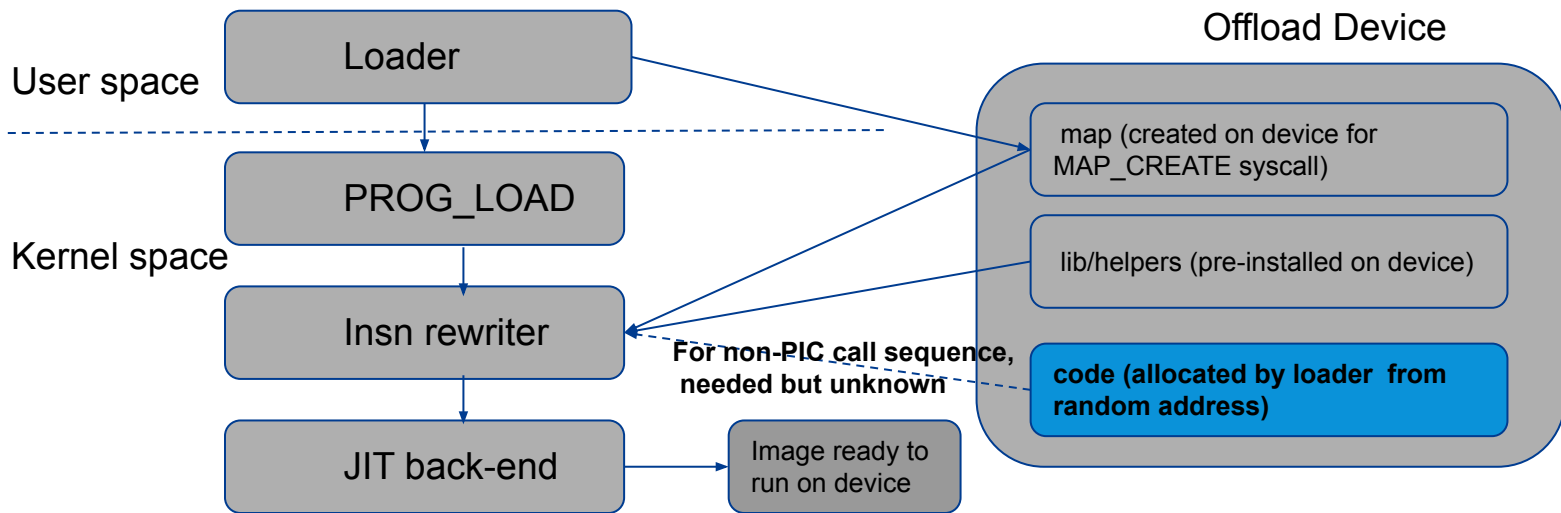 Offload Device
User space
Loader
map (created on device for
MAP_CREATE syscall)
PROG_LOAD
Kernel space
lib/helpers (pre-installed on device)
Insn rewriter
For non-PIC call sequence,
needed but unknown
code (allocated by loader  from
random address)
JIT back-end
Image ready to
run on device